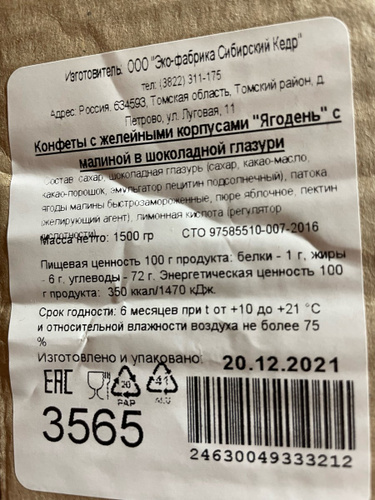 Изготовитель: ООО "Эко-фабрика Сибирский Кедр"
тел: (3822) 311-175
Адрес: Россия, 634593, Томская область, Томский район, д.
Петрово, ул. Луговая, 11
Конфеты с желейными корпусами "Ягодень" с
малиной в шоколадной глазури
Состав: сахар, шоколадная глазурь (сахар, какао-масло,
какао-порошок, эмульгатор лецитин подсолнечный), патока
ягоды малины быстрозамороженные, пюре яблочное, пектин
(желирующий агент), лимонная кислота (регулятор
кислотности)
Масса нетто: 1500 гр СТО 97585510-007-2016
Пищевая ценность 100 г продукта: белки - 1 г, жиры
- 6 г, углеводы - 72 г. Энергетическая ценность 100
г продукта: 350 ккал/1470 кДж.
Срок годности: 6 месяцев при t от +10 до +21 °C
и относительной влажности воздуха не более 75
%
Изготовлено и упаковано: 20.12.2021
EAC 20 41
PAP ALU
3565
24630049333212